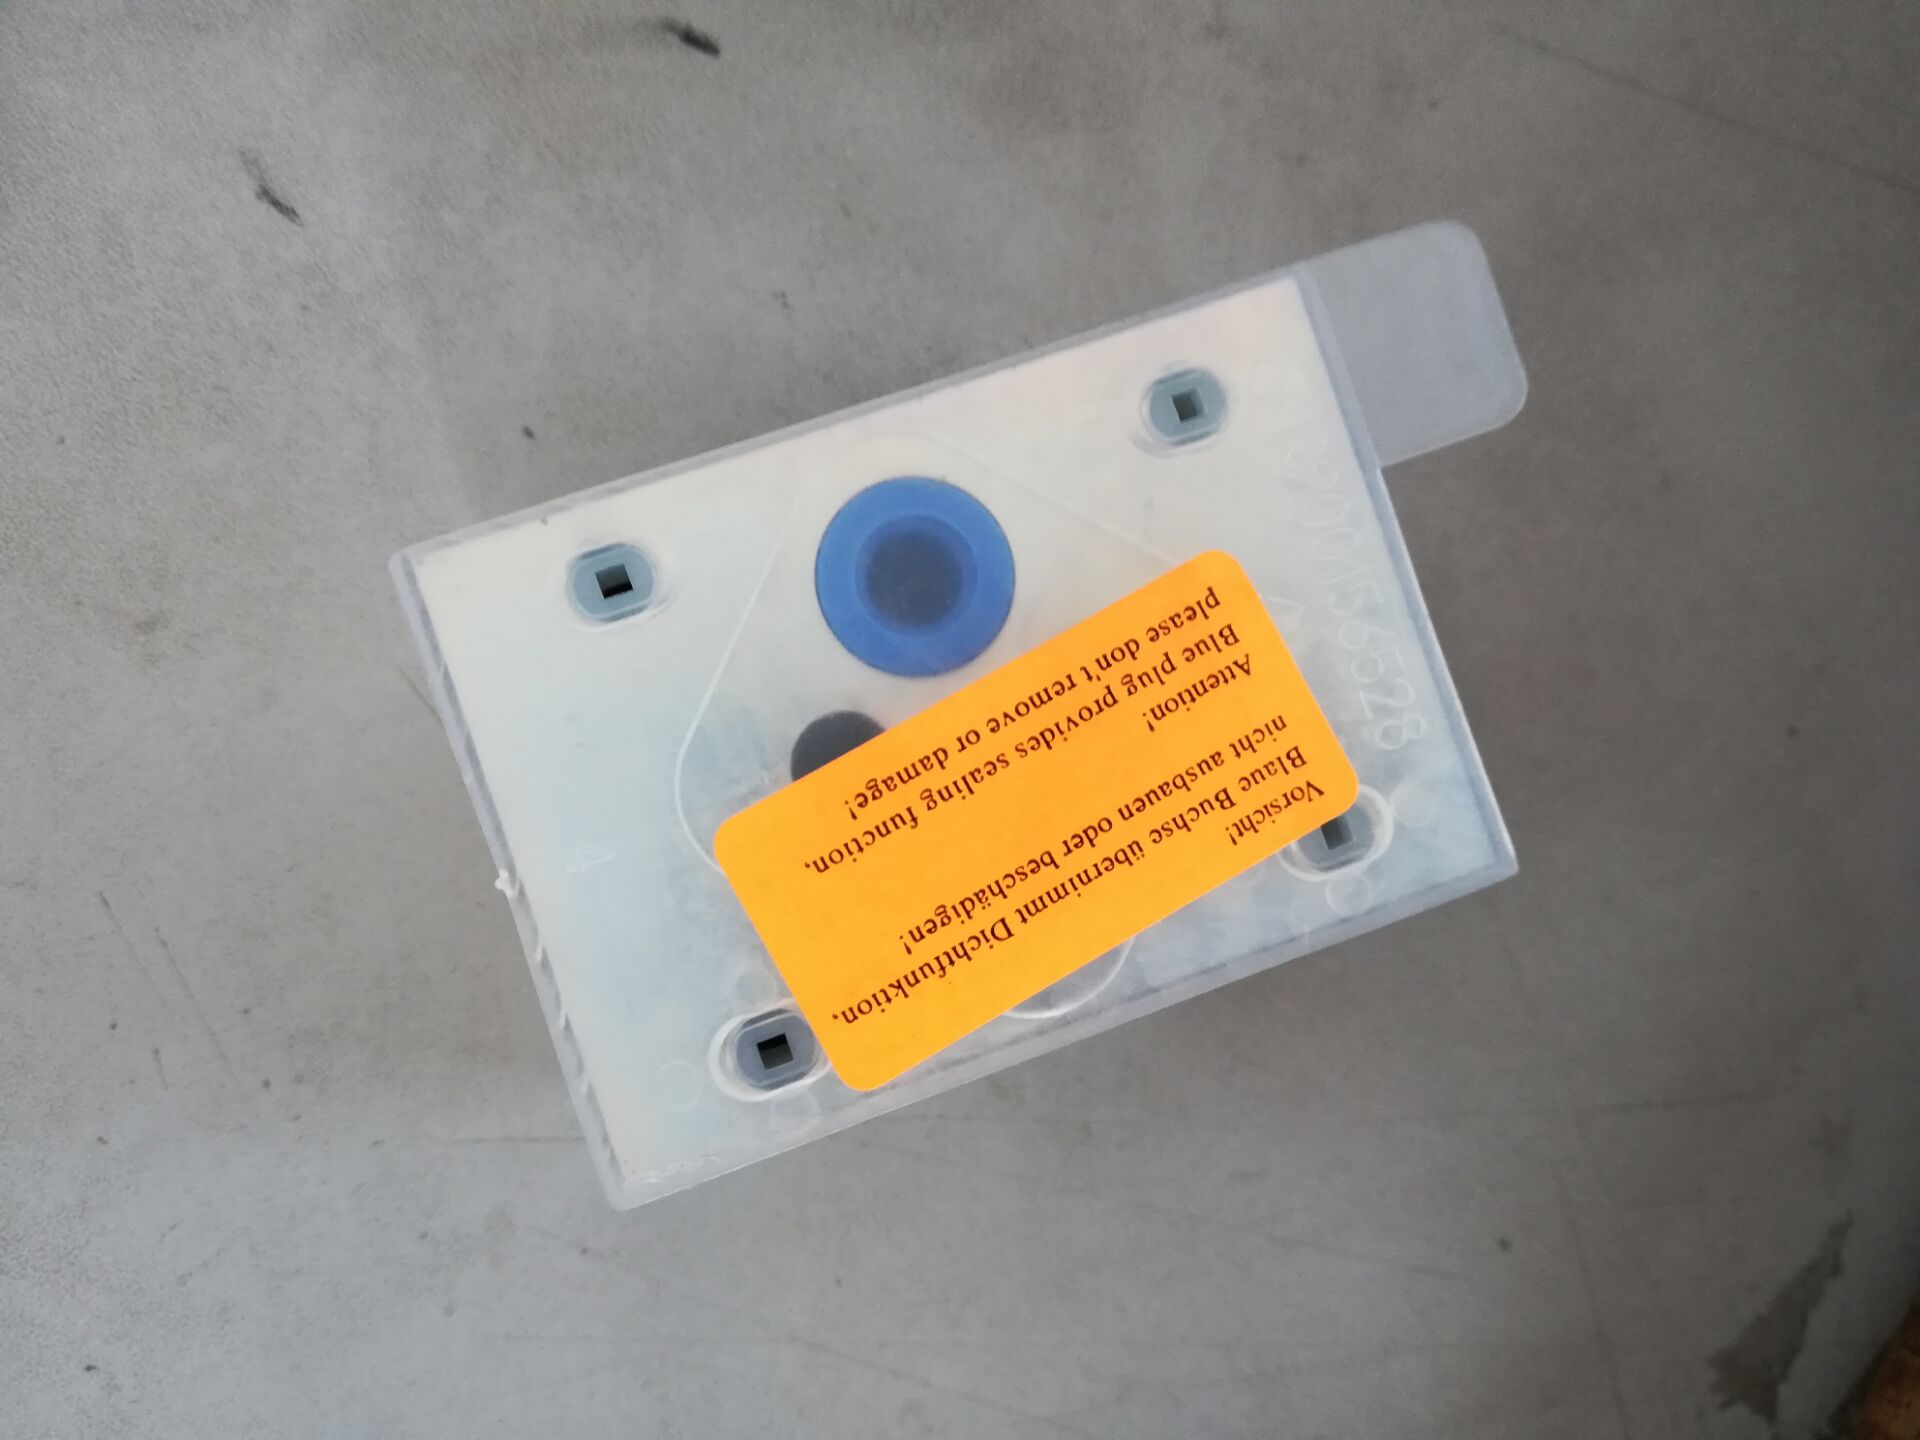 Vorsicht!
Blaue Buchse übernimmt Dichtfunktion,
nicht ausbauen oder beschädigen!
Attention!
Blue plug provides sealing function,
please don't remove or damage!
4